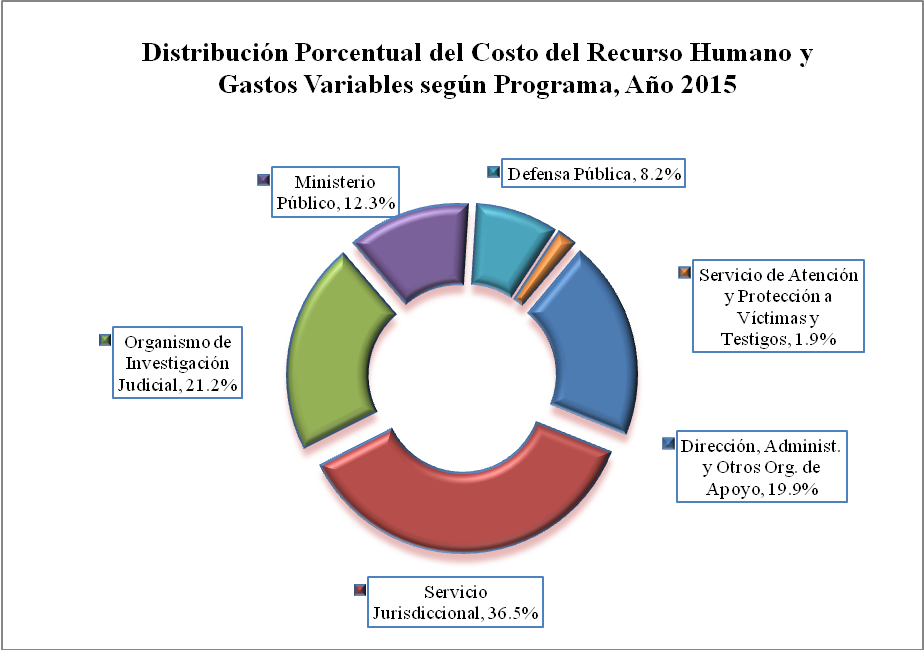 Distribución Porcentual del Costo del Recurso Humano y
Gastos Variables según Programa, Año 2015
Ministerio
Público, 12.3%
Defensa Pública, 8.2%
Servicio de Atención
y Protección a
Víctimas y
Testigos, 1.9%
Organismo de
Investigación
Judicial, 21.2%
Dirección, Administ.
y Otros Org. de
Apoyo, 19.9%
Servicio
Jurisdiccional, 36.5%